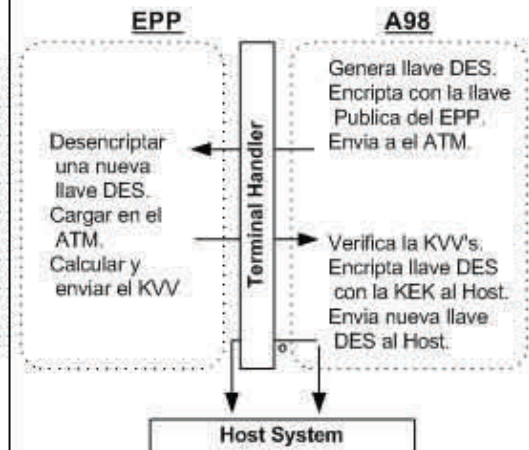 EPP
A98
Genera llave DES.
Encripta con la llave
Publica del EPP.
Envia a el ATM.
Desencriptar
una nueva
llave DES.
Cargar en el
ATM.
Calcular y
enviar el KVV
Terminal Handler
Verifica la KVV's.
Encripta llave DES
con la KEK al Host.
Envia nueva llave
DES al Host.
o
Host System